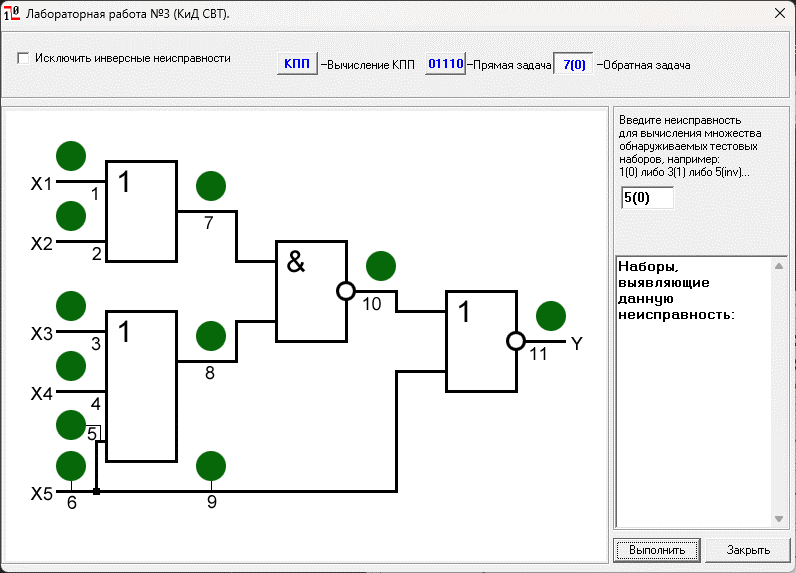 Лабораторная работа №3 (КиД СВТ).
Исключить инверсные неисправности
КПП –Вычисление КПП 01110 –Прямая задача 7(0) –Обратная задача
Введите неисправность
для вычисления множества
обнаруживаемых тестовых
наборов, например:
1(0) либо 3(1) либо 5(inv)...
5(0)
Наборы,
выявляющие
данную
неисправность:
X1
1
1
7
X2
2
&
10
X3
3
1
8
X4
4
5
1
11
Y
X5
6
9
Выполнить
Закрыть